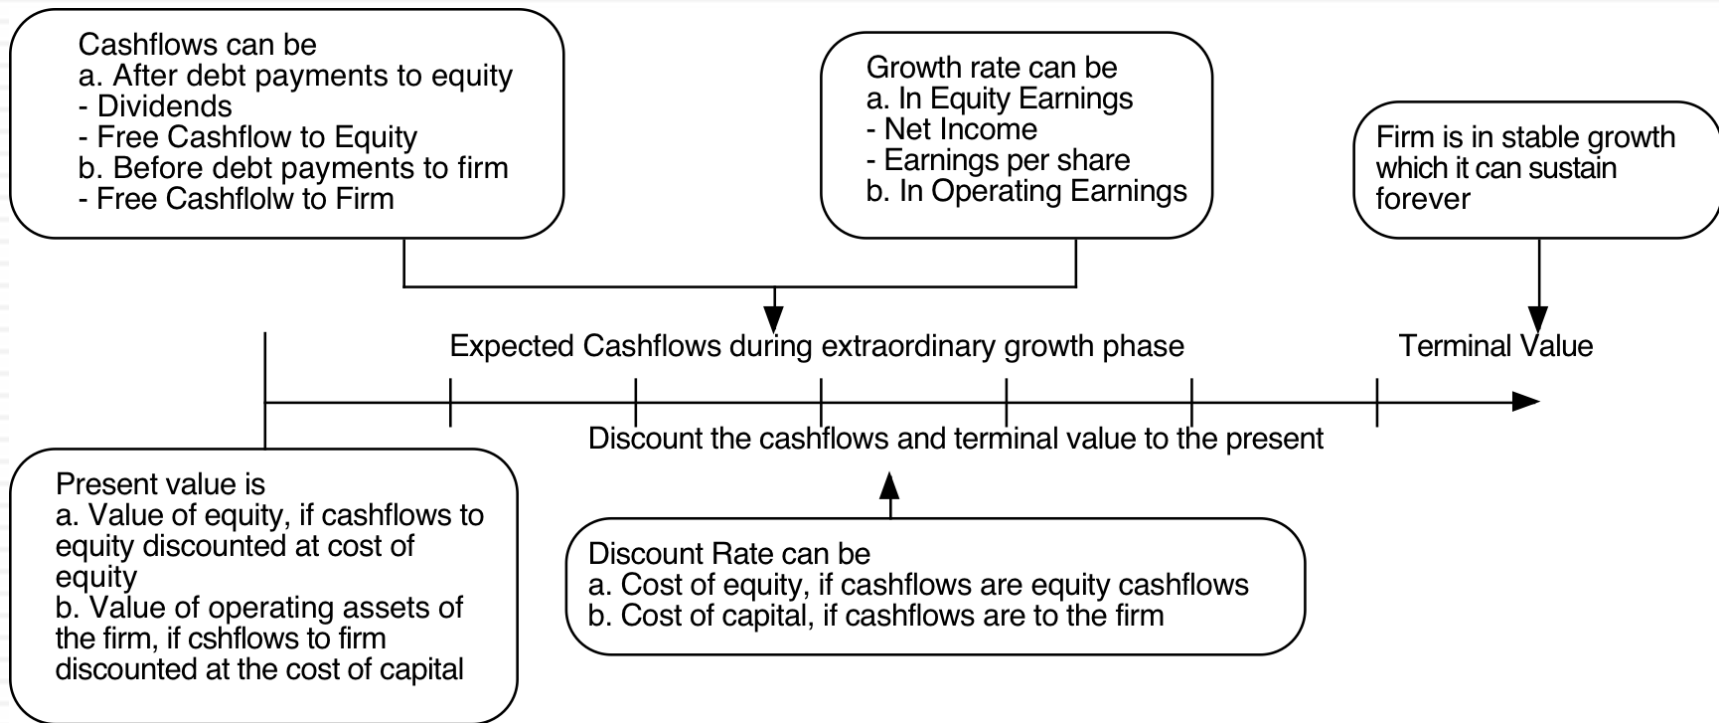 Cashflows can be
a. After debt payments to equity
- Dividends
- Free Cashflow to Equity
b. Before debt payments to firm
- Free Cashflolw to Firm
Growth rate can be
a. In Equity Earnings
- Net Income
- Earnings per share
b. In Operating Earnings
Firm is in stable growth
which it can sustain
forever
Expected Cashflows during extraordinary growth phase
Terminal Value
Discount the cashflows and terminal value to the present
Present value is
a. Value of equity, if cashflows to
equity discounted at cost of
equity
b. Value of operating assets of
the firm, if cshflows to firm
discounted at the cost of capital
Discount Rate can be
a. Cost of equity, if cashflows are equity cashflows
b. Cost of capital, if cashflows are to the firm